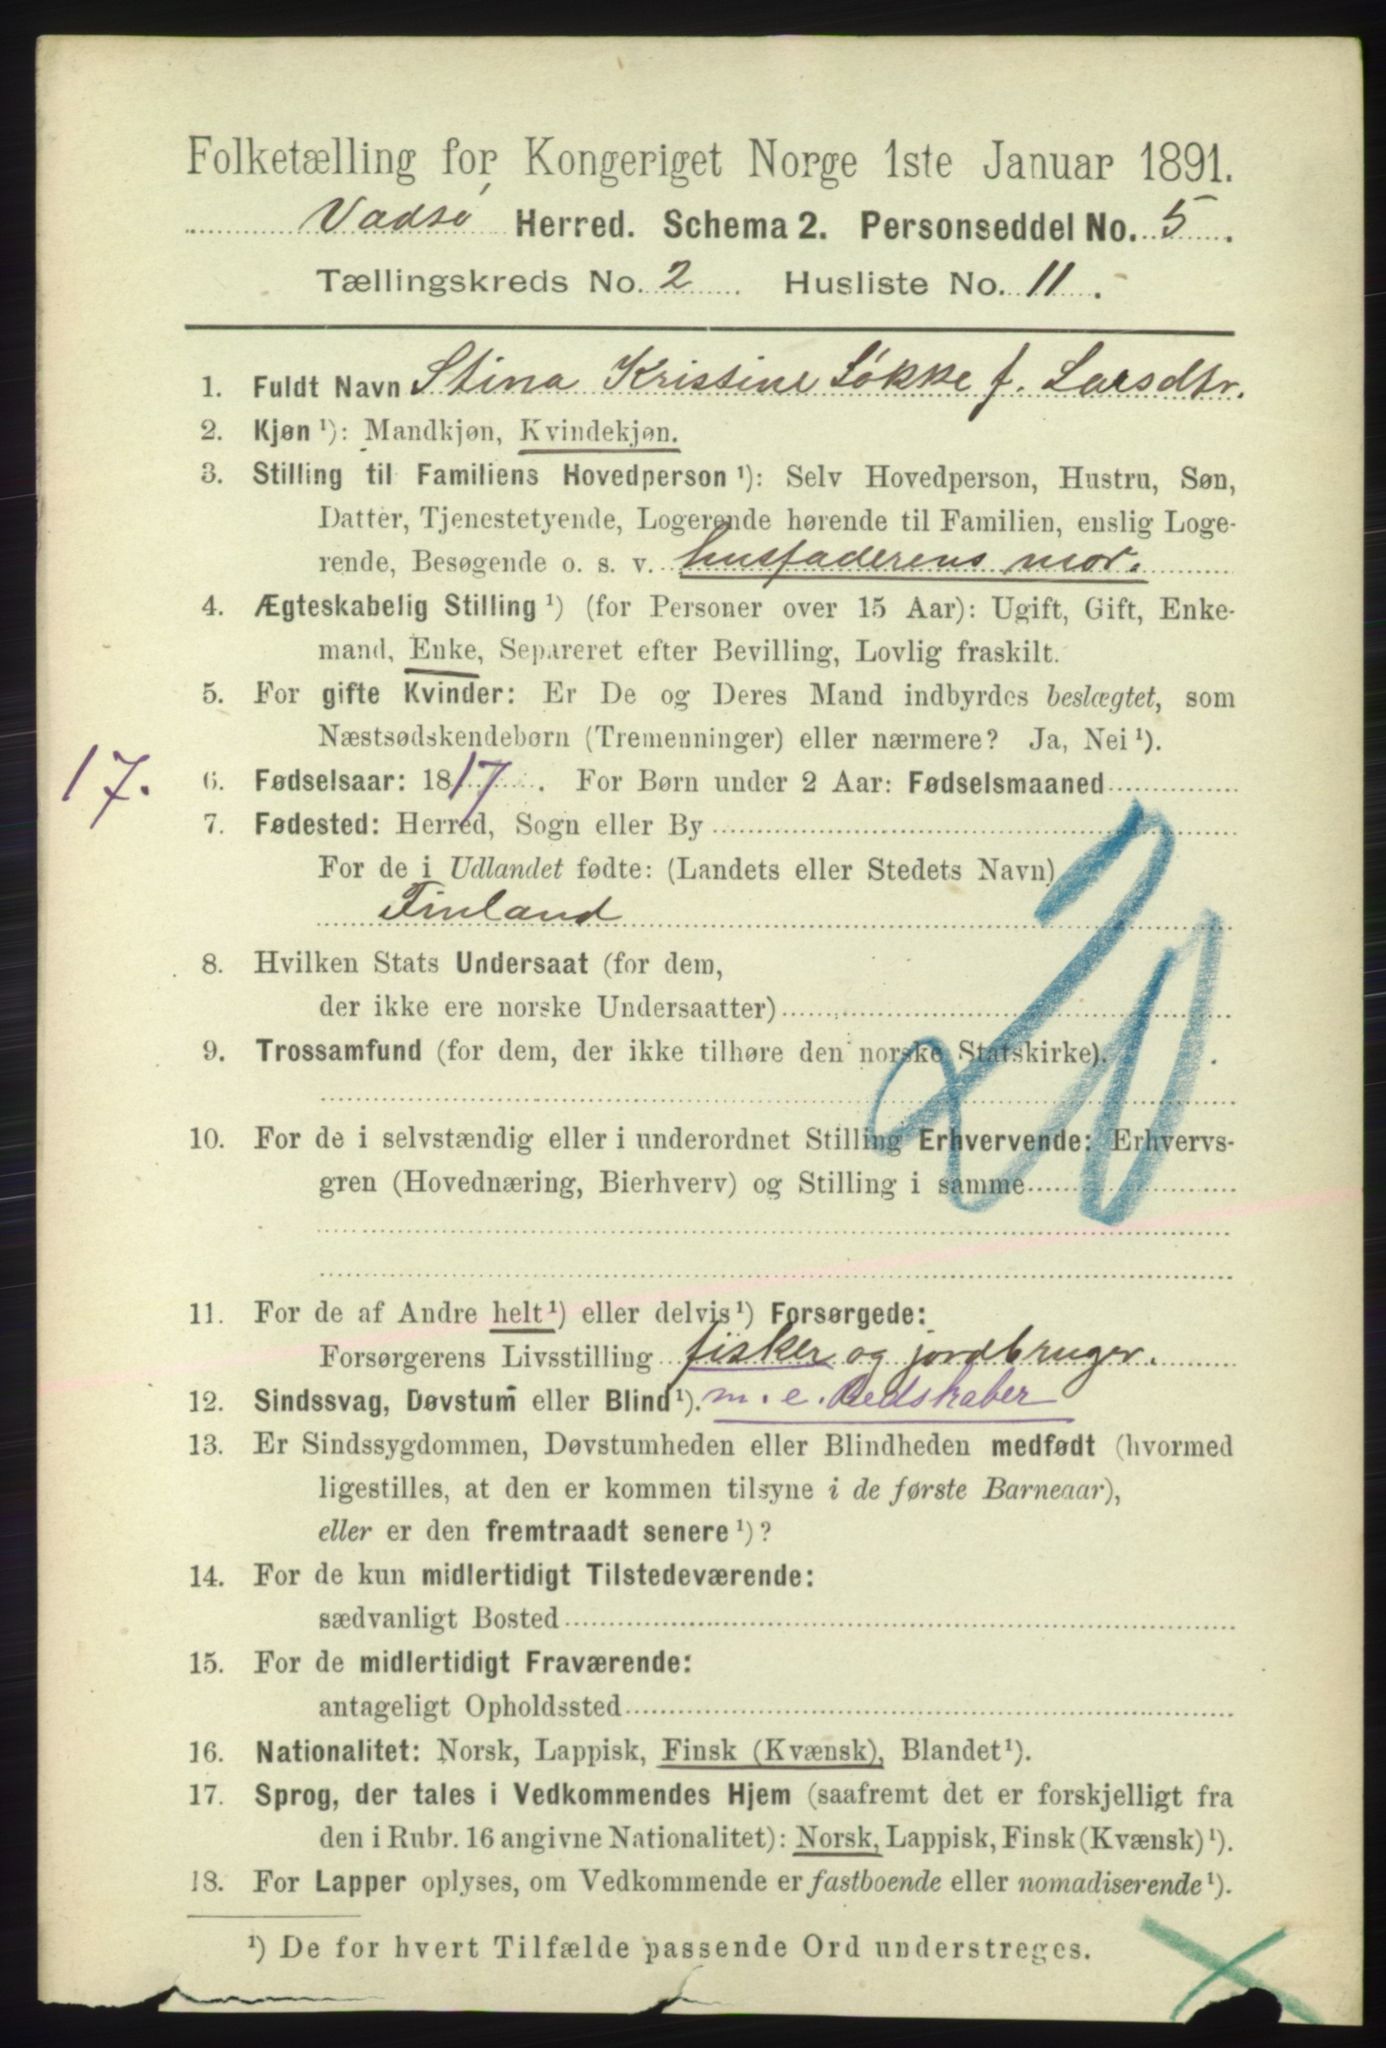 Folketælling for Kongeriget Norge 1ste Januar 1891.
Vadsø Herred. Schema 2. Personseddel No. 5.
Tællingskreds No. 2. Husliste No. 11.
1. Fuldt Navn Stina Kristine Løkke f. Larsdtr.
2. Kjøn ¹): Mandkjøn, Kvindekjøn.
3. Stilling til Familiens Hovedperson ¹): Selv Hovedperson, Hustru, Søn,
Datter, Tjenestetyende, Logerende hørende til Familien, enslig Loge-
rende, Besøgende o. s. v. husfaderens mor.
4. Ægteskabelig Stilling ¹) (for Personer over 15 Aar): Ugift, Gift, Enke-
mand, Enke, Separeret efter Bevilling, Lovlig fraskilt.
5. For gifte Kvinder: Er De og Deres Mand indbyrdes beslægtet, som
Næstsødskendebørn (Tremenninger) eller nærmere? Ja, Nei ¹).
17. 6. Fødselsaar: 1817. For Børn under 2 Aar: Fødselsmaaned
7. Fødested: Herred, Sogn eller By
For de i Udlandet fødte: (Landets eller Stedets Navn)
Finland
8. Hvilken Stats Undersaat (for dem,
der ikke ere norske Undersaatter)
9. Trossamfund (for dem, der ikke tilhøre den norske Statskirke).
10. For de i selvstændig eller i underordnet Stilling Erhvervende: Erhvervs-
gren (Hovednæring, Bierhverv) og Stilling i samme
11. For de af Andre helt ¹) eller delvis ¹) Forsørgede:
Forsørgerens Livsstilling fisker og jordbruger.
12. Sindssvag, Døvstum eller Blind ¹). m. e. Redskaber
13. Er Sindssygdommen, Døvstumheden eller Blindheden medfødt (hvormed
ligestilles, at den er kommen tilsyne i de første Barneaar),
eller er den fremtraadt senere ¹)?
14. For de kun midlertidigt Tilstedeværende:
sædvanligt Bosted
15. For de midlertidigt Fraværende:
antageligt Opholdssted
16. Nationalitet: Norsk, Lappisk, Finsk (Kvænsk), Blandet ¹).
17. Sprog, der tales i Vedkommendes Hjem (saafremt det er forskjelligt fra
den i Rubr. 16 angivne Nationalitet): Norsk, Lappisk, Finsk (Kvænsk) ¹).
18. For Lapper oplyses, om Vedkommende er fastboende eller nomadiserende ¹).
¹) De for hvert Tilfælde passende Ord understreges.